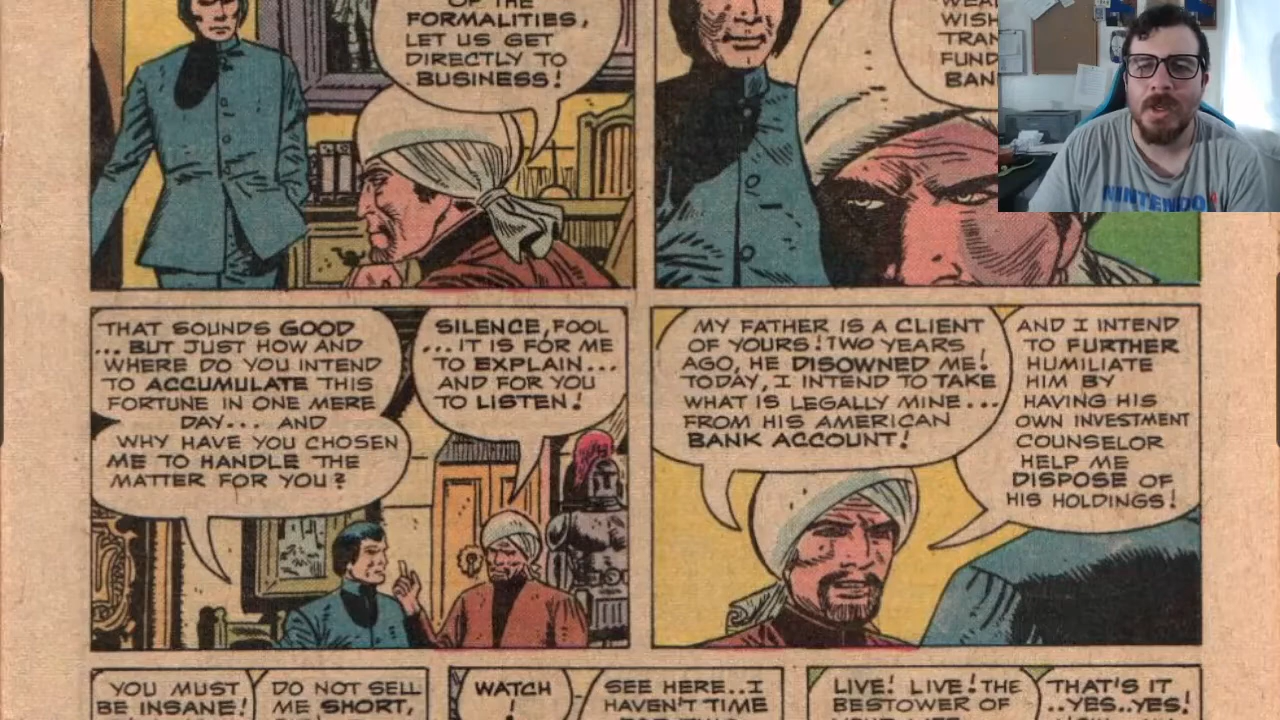 OF THE
FORMALITIES,
LET US GET
DIRECTLY TO
BUSINESS!
WISH
TRAN
FUND
BAN
NINTENDO
THAT SOUNDS GOOD
... BUT JUST HOW AND
WHERE DO YOU INTEND
TO ACCUMULATE THIS
FORTUNE IN ONE MERE
DAY... AND
WHY HAVE YOU CHOSEN
ME TO HANDLE THE
MATTER FOR YOU?
SILENCE, FOOL
... IT IS FOR ME
TO EXPLAIN...
AND FOR YOU
TO LISTEN!
MY FATHER IS A CLIENT
OF YOURS! TWO YEARS
AGO, HE DISOWNED ME!
TODAY, I INTEND TO TAKE
WHAT IS LEGALLY MINE...
FROM HIS AMERICAN
BANK ACCOUNT!
AND I INTEND
TO FURTHER
HUMILIATE
HIM BY
HAVING HIS
OWN INVESTMENT
COUNSELOR
HELP ME
DISPOSE OF
HIS HOLDINGS!
YOU MUST
BE INSANE!
DO NOT SELL
ME SHORT,
WATCH
!
SEE HERE..I
HAVEN'T TIME
LIVE! LIVE! THE
BESTOWER OF
THAT'S IT
..YES..YES!